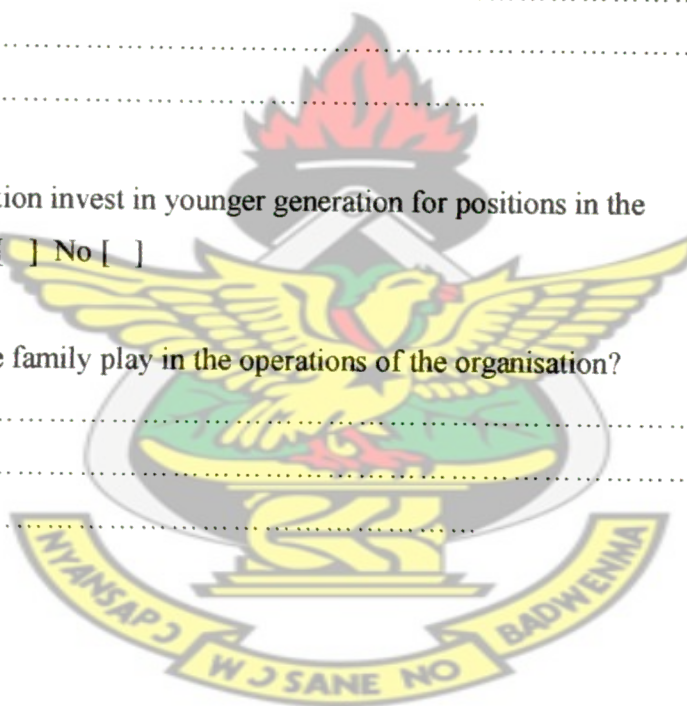 tion invest in younger generation for positions in the
[ ] No [ ]
e family play in the operations of the organisation?
NYANSAPƆ WƆSANE NO BADWENMA